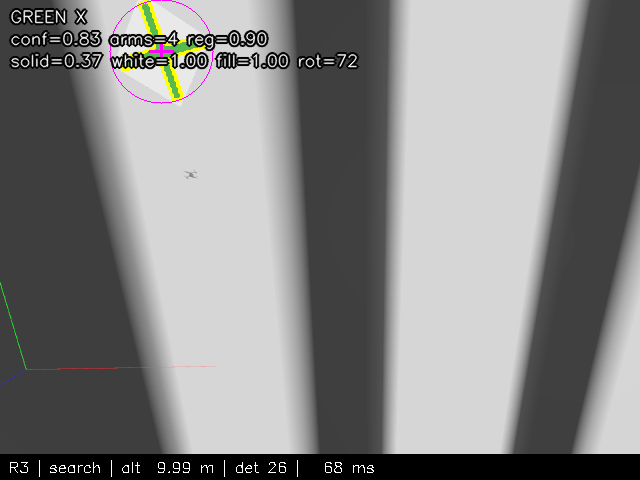 GREEN X
conf=0.83 arms=4 reg=0.90
solid=0.37 white=1.00 fill=1.00 rot=72
R3 | search | alt 9.99 m | det 26 | 68 ms